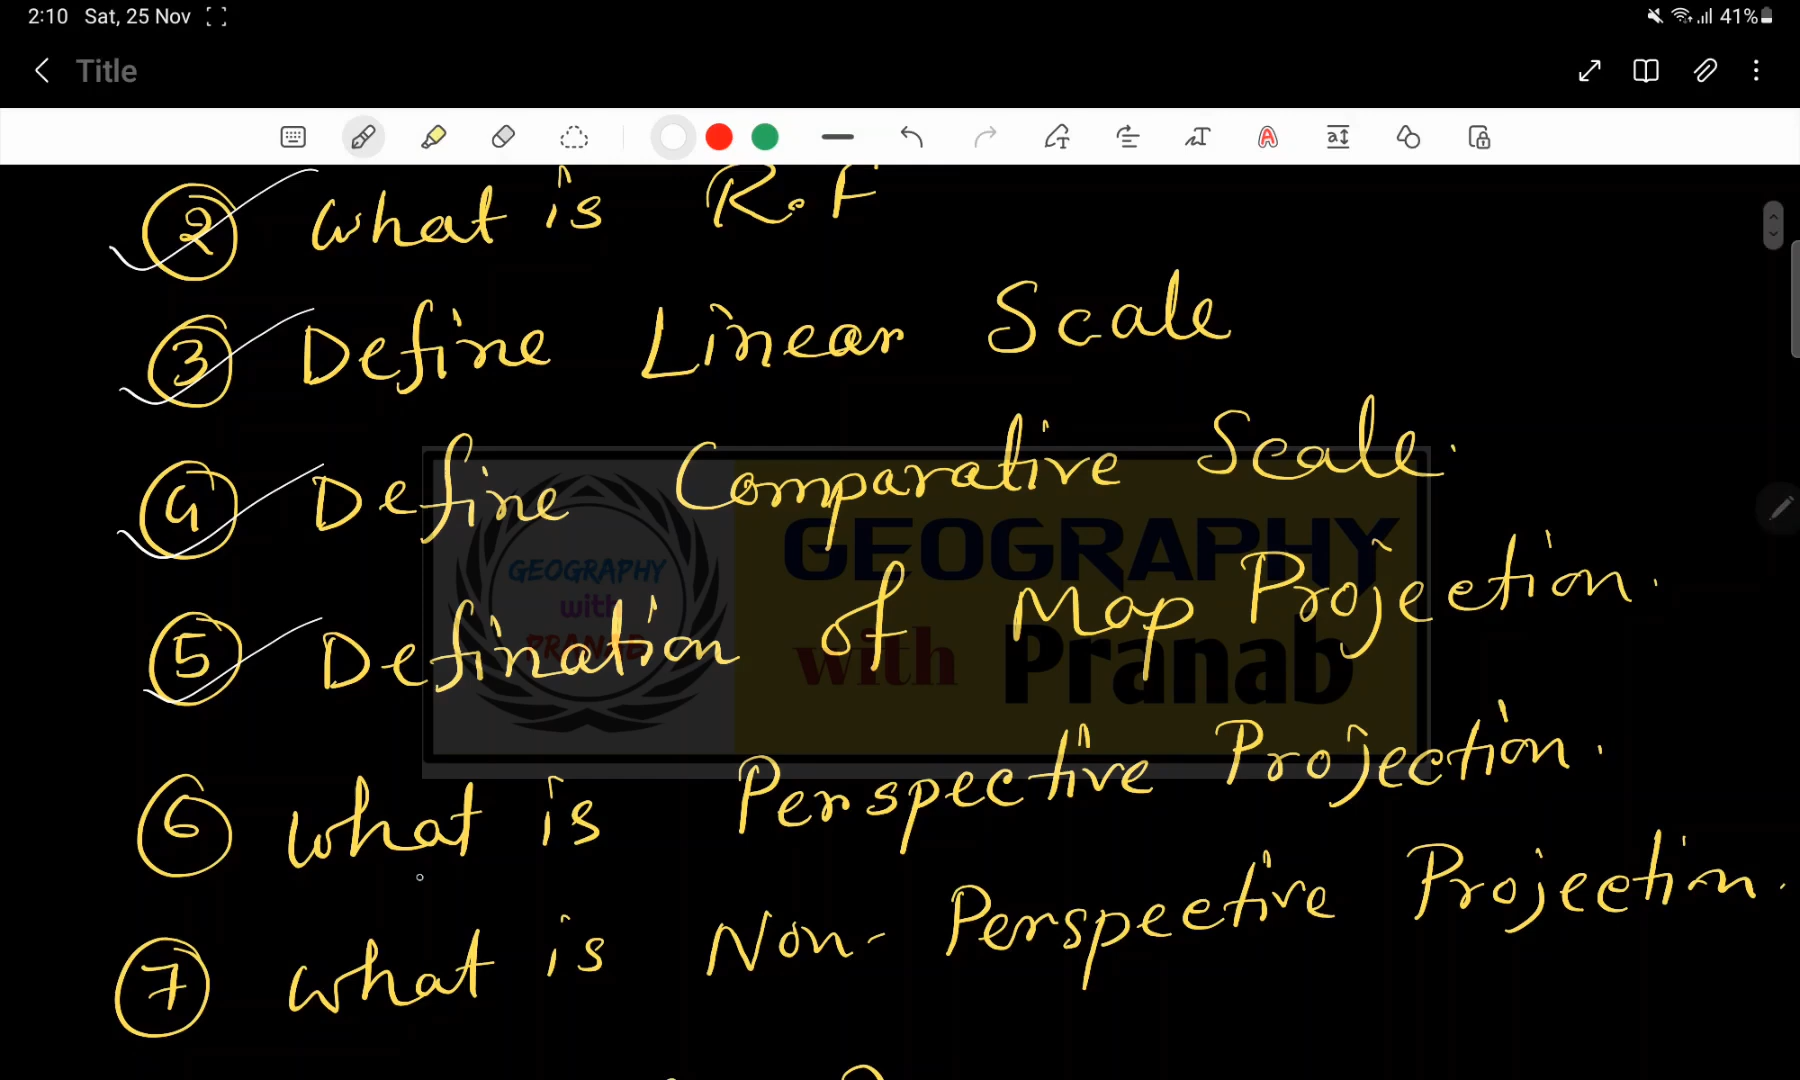 2:10 Sat, 25 Nov
41%
Title
② What is R.F
③ Define Linear Scale
④ Define Comparative Scale.
⑤ Defination of Map Projection.
⑥ What is Perspective Projection.
⑦ What is Non-Perspective Projection.
GEOGRAPHY
with
PRANAB
GEOGRAPHY
with Pranab